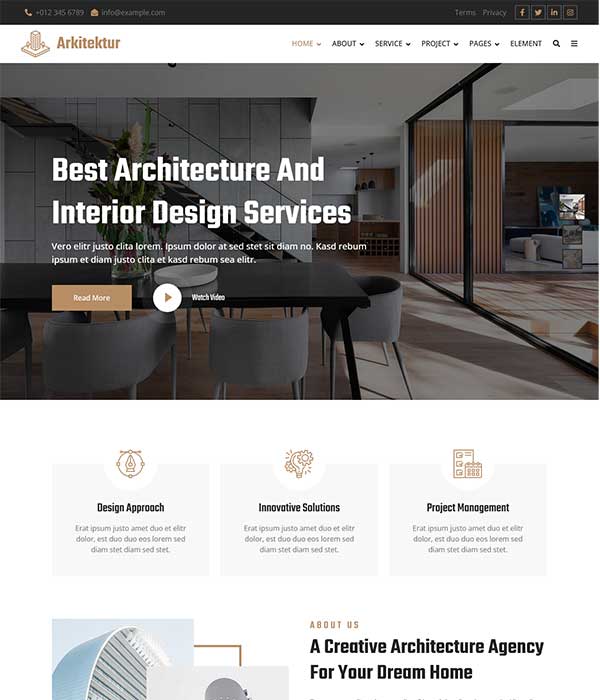 +012 345 6789 info@example.com Terms Privacy
Arkitektur HOME ABOUT SERVICE PROJECT PAGES ELEMENT
Best Architecture And
Interior Design Services
Vero elitr justo clita lorem. Ipsum dolor at sed stet sit diam no. Kasd rebum
ipsum et diam justo clita et kasd rebum sea elitr.
Read More Watch Video
Design Approach
Erat ipsum justo amet duo et elitr
dolor, est duo duo eos lorem sed
diam stet diam sed stet.
Innovative Solutions
Erat ipsum justo amet duo et elitr
dolor, est duo duo eos lorem sed
diam stet diam sed stet.
Project Management
Erat ipsum justo amet duo et elitr
dolor, est duo duo eos lorem sed
diam stet diam sed stet.
ABOUT US
A Creative Architecture Agency
For Your Dream Home